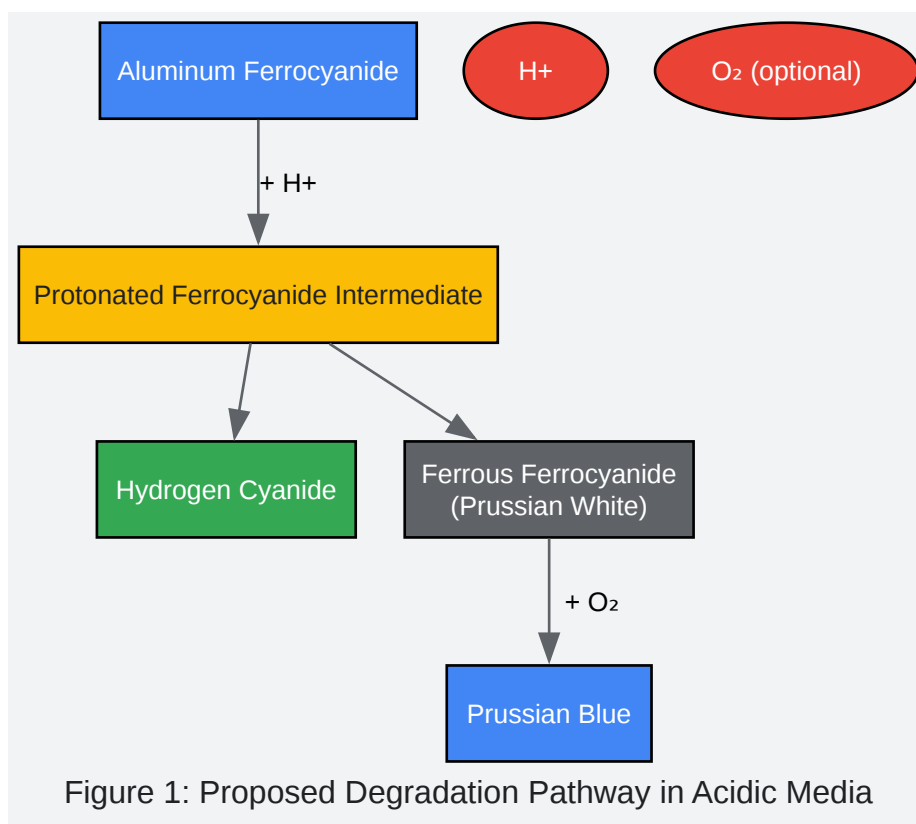 Aluminum Ferrocyanide
H+
O₂ (optional)
+ H+
Protonated Ferrocyanide Intermediate
Hydrogen Cyanide
Ferrous Ferrocyanide
(Prussian White)
+ O₂
Prussian Blue
Figure 1: Proposed Degradation Pathway in Acidic Media